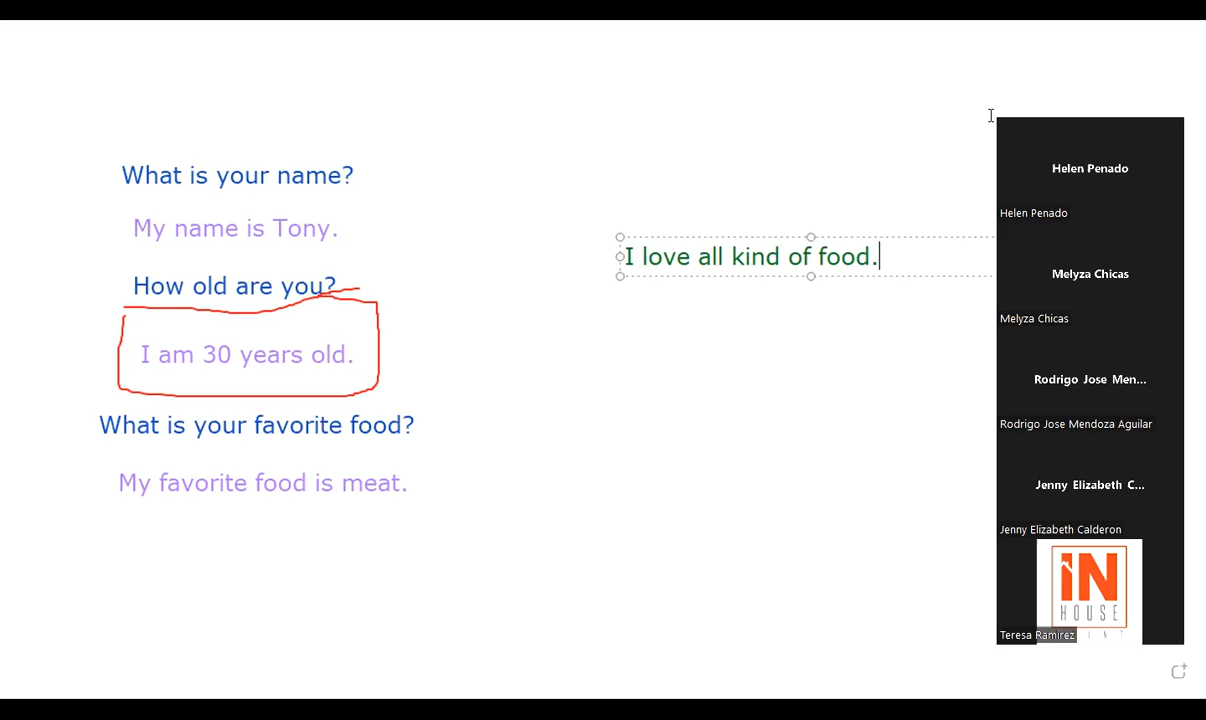 What is your name?
My name is Tony.
How old are you?
I am 30 years old.
What is your favorite food?
My favorite food is meat.
I love all kind of food.
Helen Penado
Helen Penado
Melyza Chicas
Melyza Chicas
Rodrigo Jose Men...
Rodrigo Jose Mendoza Aguilar
Jenny Elizabeth C...
Jenny Elizabeth Calderon
iN
HOUSE
Teresa Ramirez